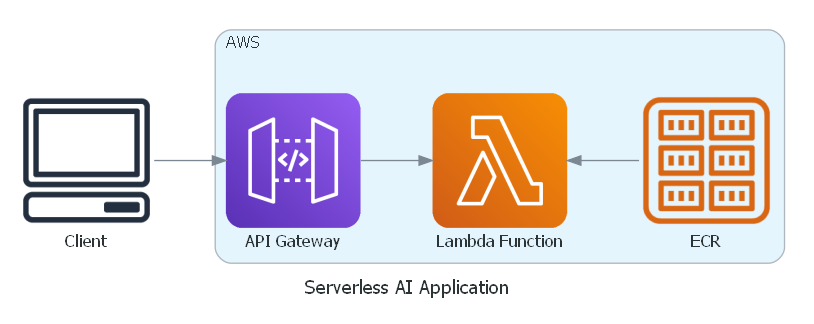 AWS
</>
Client
API Gateway
Lambda Function
ECR
Serverless AI Application